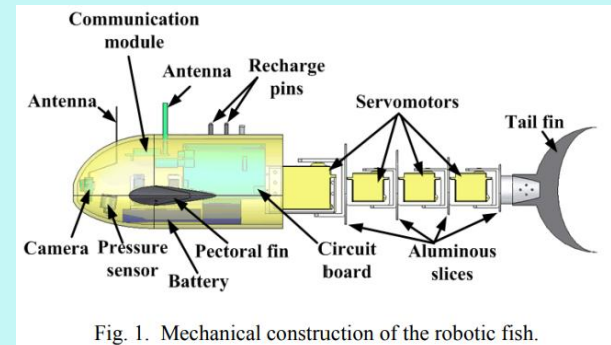 Communication
module
Antenna
Recharge
pins
Antenna
Servomotors
Tail fin
Camera
Pressure
sensor
Battery
Pectoral fin
Circuit
board
Aluminous
slices
Fig. 1. Mechanical construction of the robotic fish.